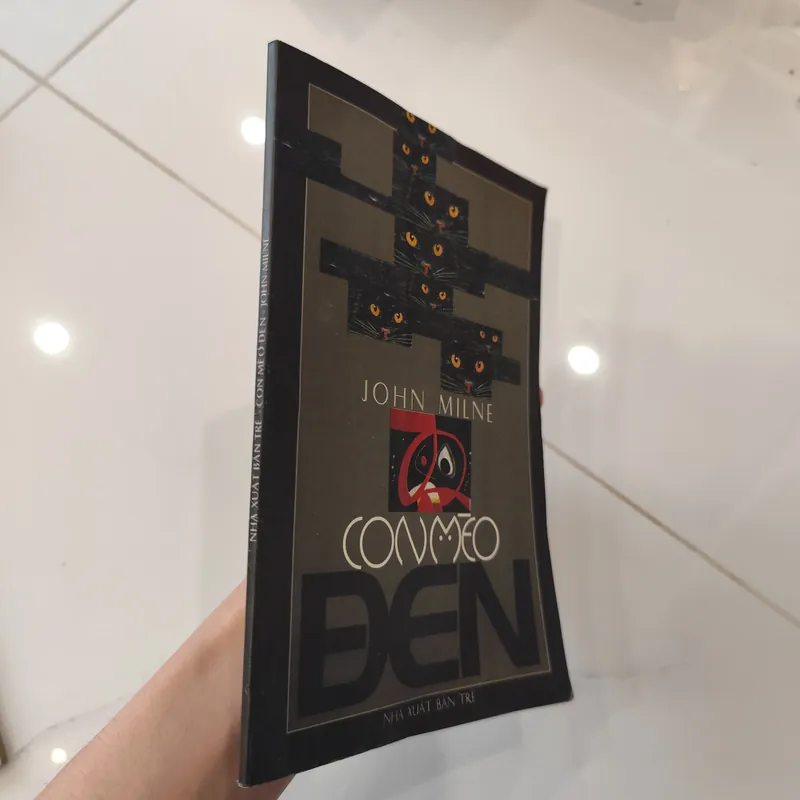 JOHN MILNE
CON MÈO
ĐEN
NHÀ XUẤT BẢN TRẺ
NHÀ XUẤT BẢN TRẺ - CON MÈO ĐEN - JOHN MILNE